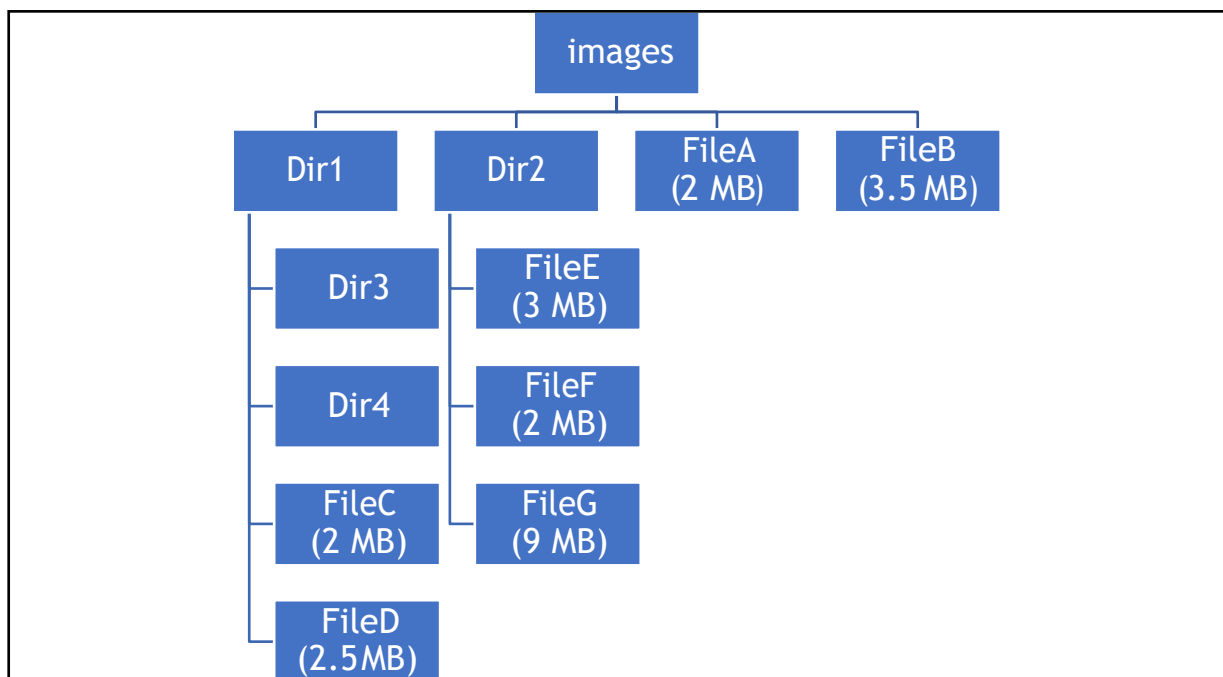 images
Dir1
Dir2
FileA
(2 MB)
FileB
(3.5 MB)
Dir3
FileE
(3 MB)
Dir4
FileF
(2 MB)
FileC
(2 MB)
FileG
(9 MB)
FileD
(2.5MB)